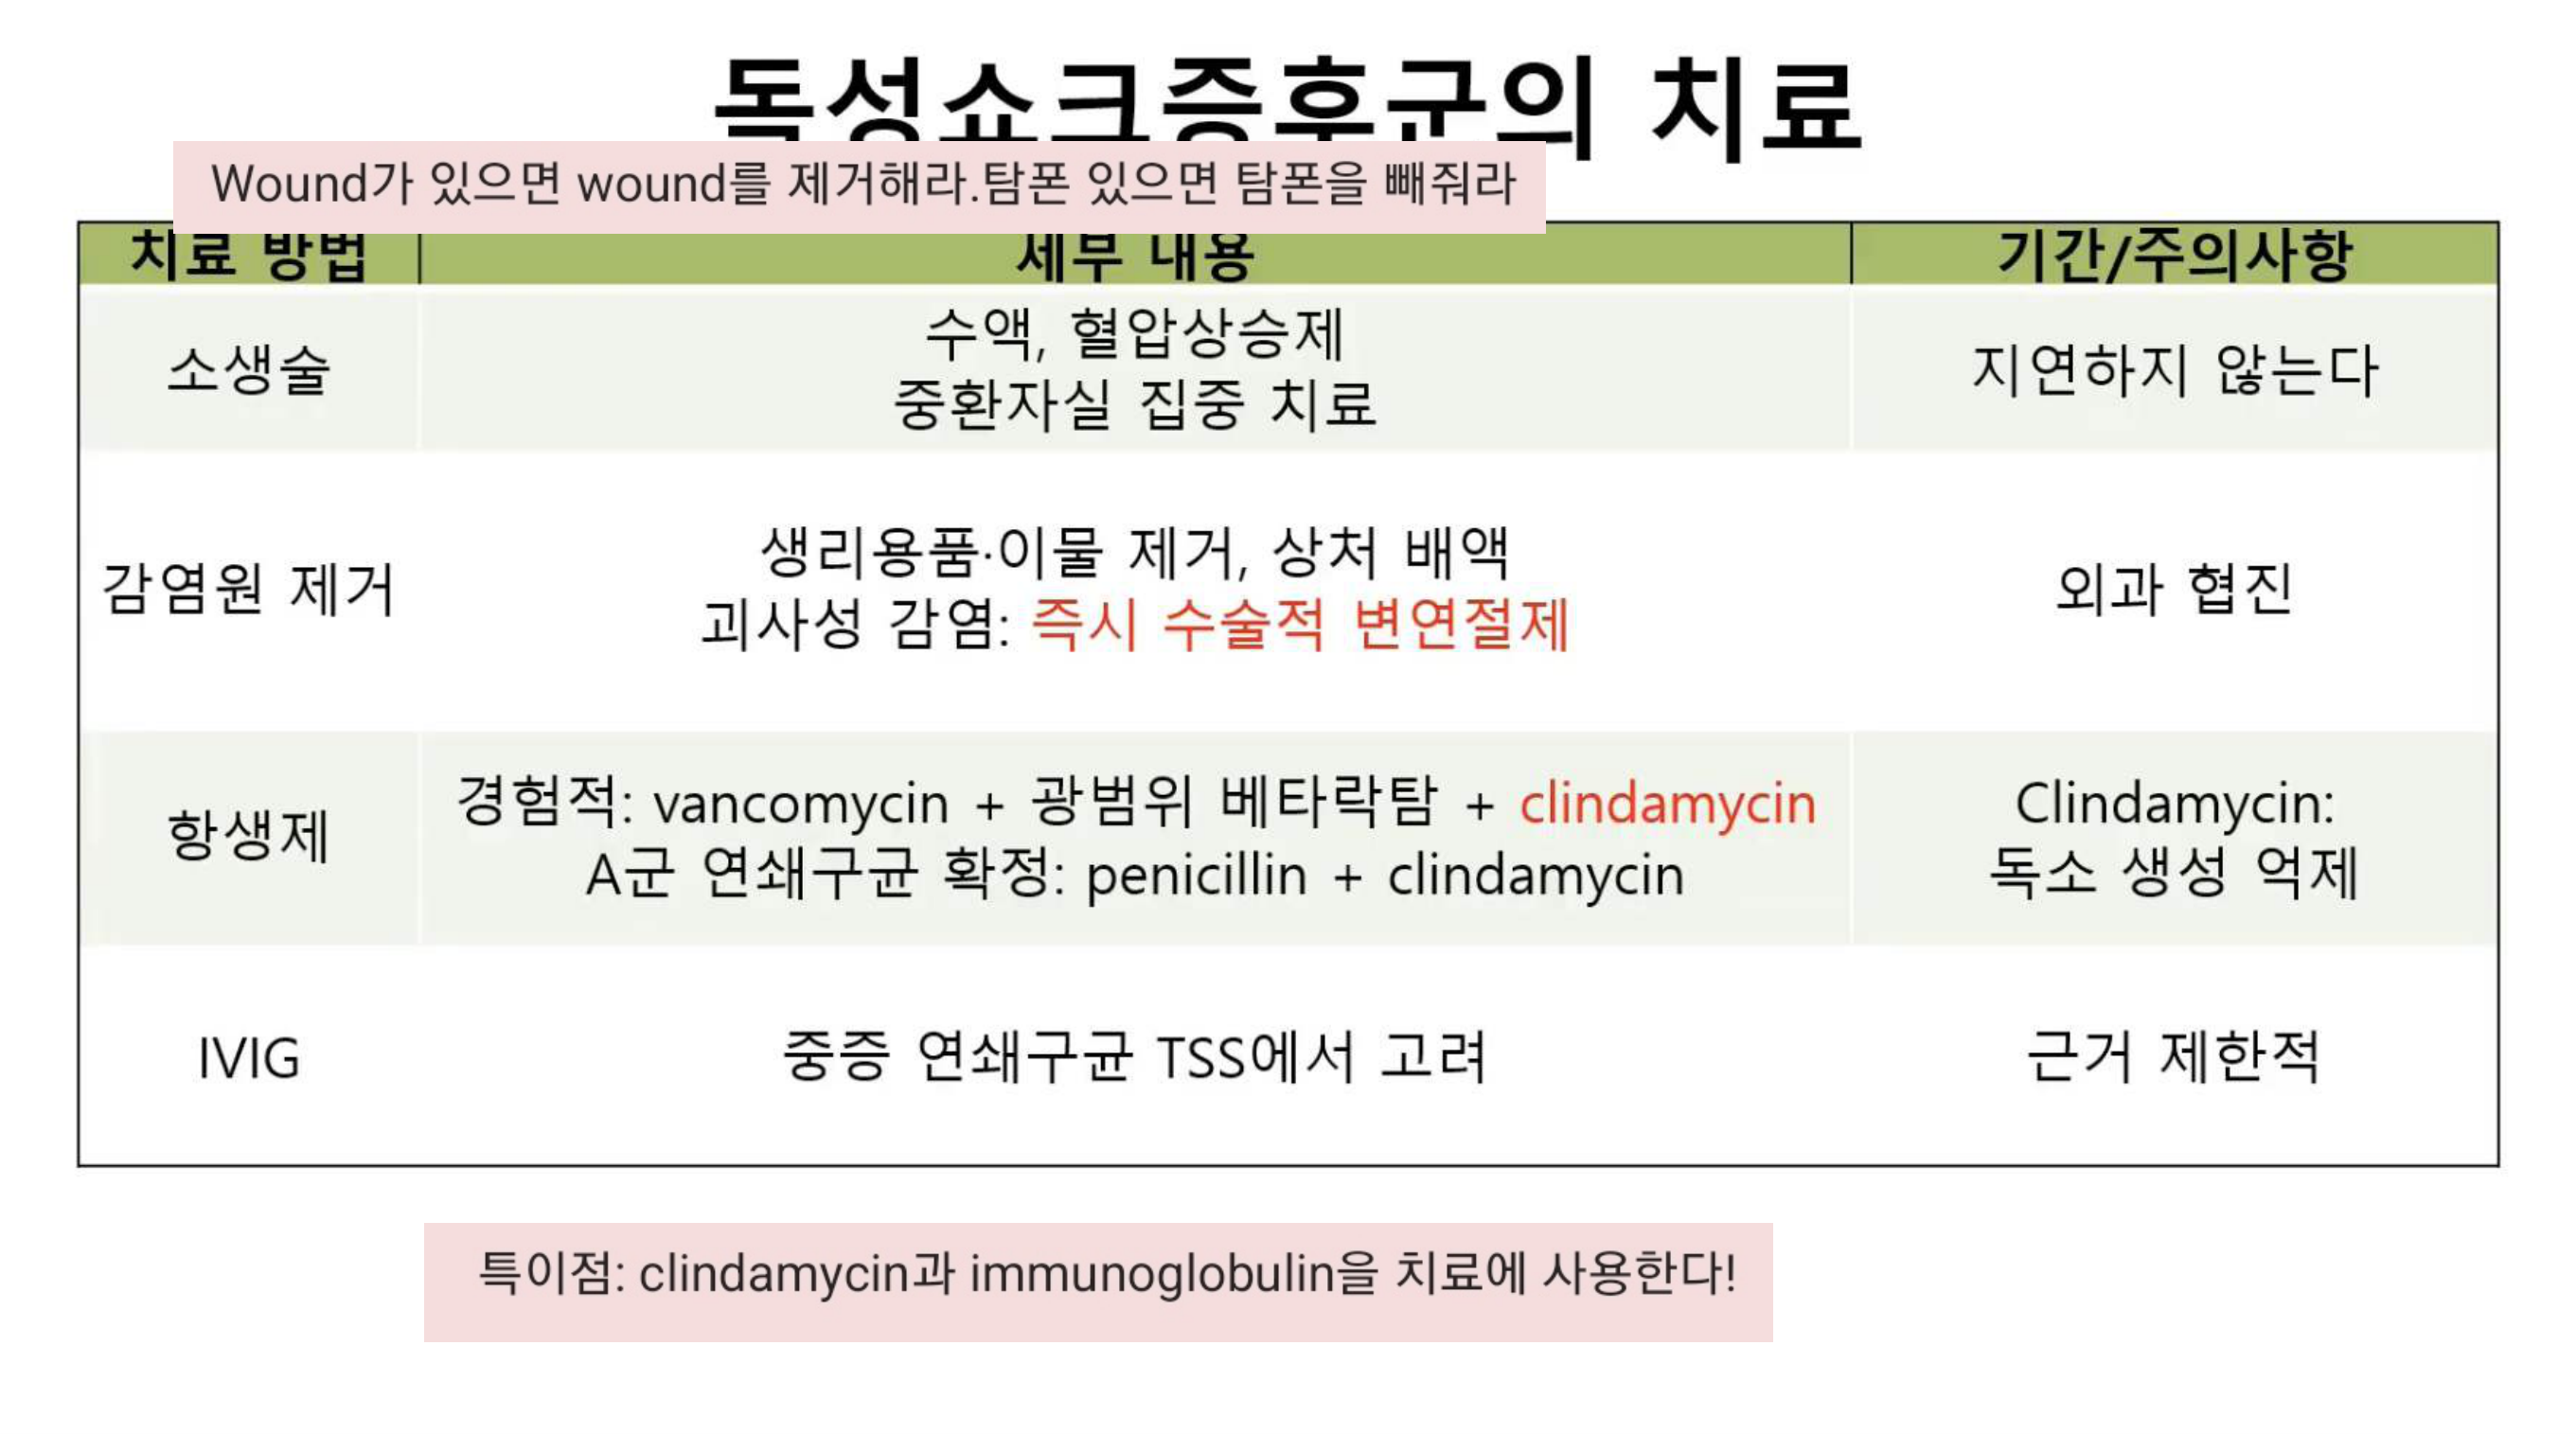 독성쇼크증후군의 치료
Wound가 있으면 wound를 제거해라.탐폰 있으면 탐폰을 빼줘라
치료 방법 세부 내용 기간/주의사항
소생술
수액, 혈압상승제
중환자실 집중 치료
지연하지 않는다
감염원 제거
생리용품·이물 제거, 상처 배액
괴사성 감염: 즉시 수술적 변연절제
외과 협진
항생제
경험적: vancomycin + 광범위 베타락탐 + clindamycin
A군 연쇄구균 확정: penicillin + clindamycin
Clindamycin:
독소 생성 억제
IVIG
중증 연쇄구균 TSS에서 고려
근거 제한적
특이점: clindamycin과 immunoglobulin을 치료에 사용한다!